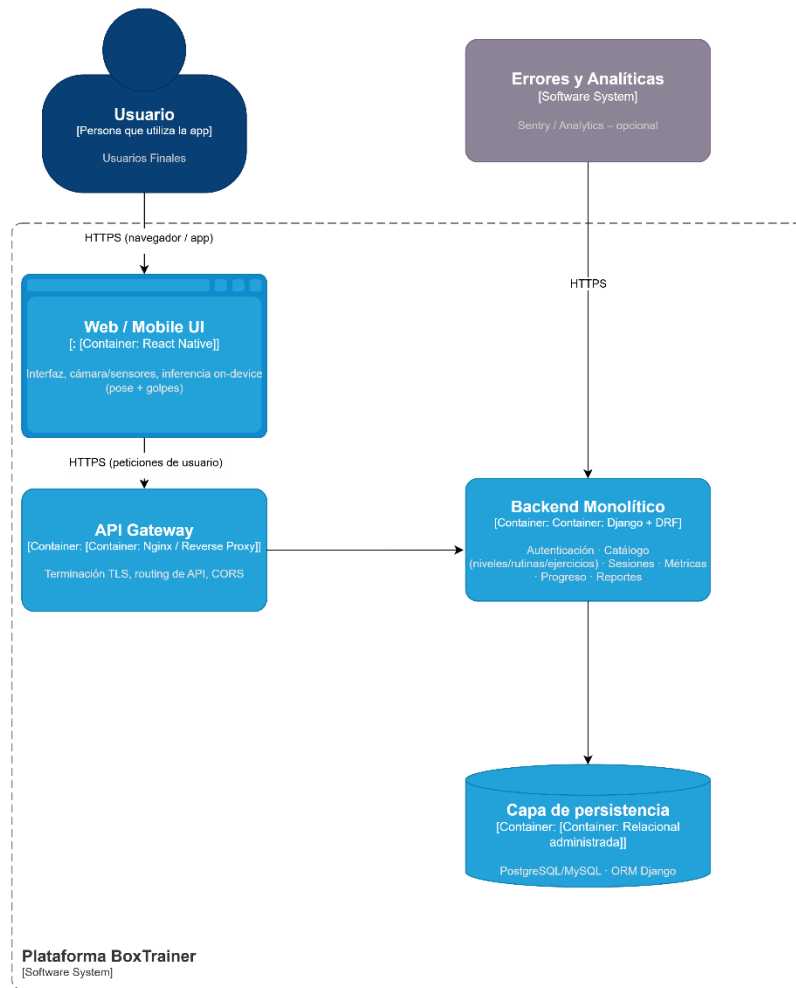 Usuario
[Persona que utiliza la app]
Usuarios Finales
Errores y Analíticas
[Software System]
Sentry / Analytics – opcional
HTTPS (navegador / app)
HTTPS
Web / Mobile UI
[: [Container: React Native]]
Interfaz, cámara/sensores, inferencia on-device
(pose + golpes)
HTTPS (peticiones de usuario)
API Gateway
[Container: [Container: Nginx / Reverse Proxy]]
Terminación TLS, routing de API, CORS
Backend Monolítico
[Container: Container: Django + DRF]
Autenticación · Catálogo
(niveles/rutinas/ejercicios) · Sesiones · Métricas
· Progreso · Reportes
Capa de persistencia
[Container: [Container: Relacional
administrada]]
PostgreSQL/MySQL · ORM Django
Plataforma BoxTrainer
[Software System]